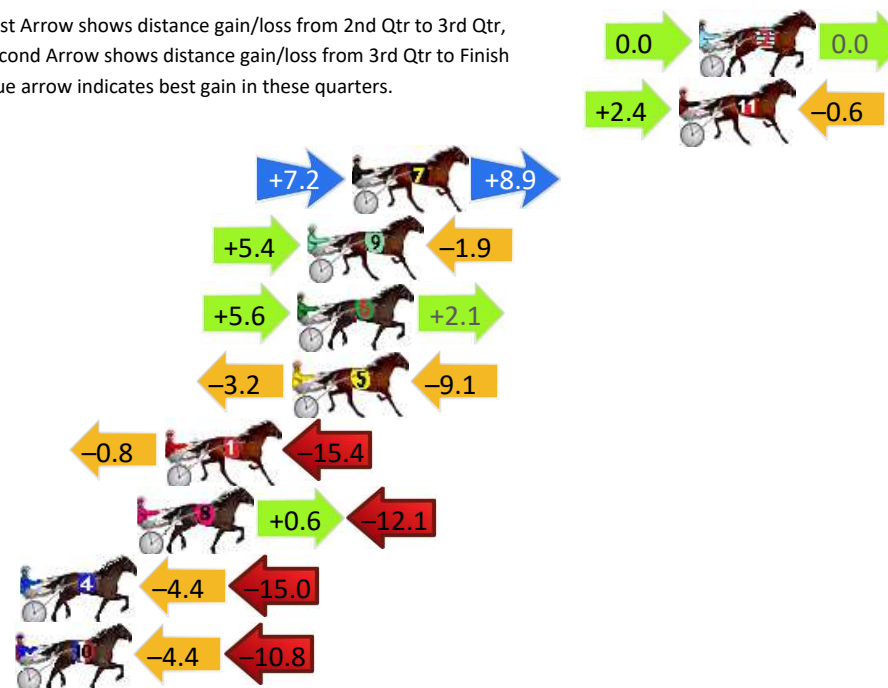 st Arrow shows distance gain/loss from 2nd Qtr to 3rd Qtr,
cond Arrow shows distance gain/loss from 3rd Qtr to Finish
ue arrow indicates best gain in these quarters.
0.0 2 0.0
+2.4 11 –0.6
+7.2 7 +8.9
+5.4 9 –1.9
+5.6 6 +2.1
–3.2 5 –9.1
–0.8 1 –15.4
8 +0.6 –12.1
4 –4.4 –15.0
10 –4.4 –10.8